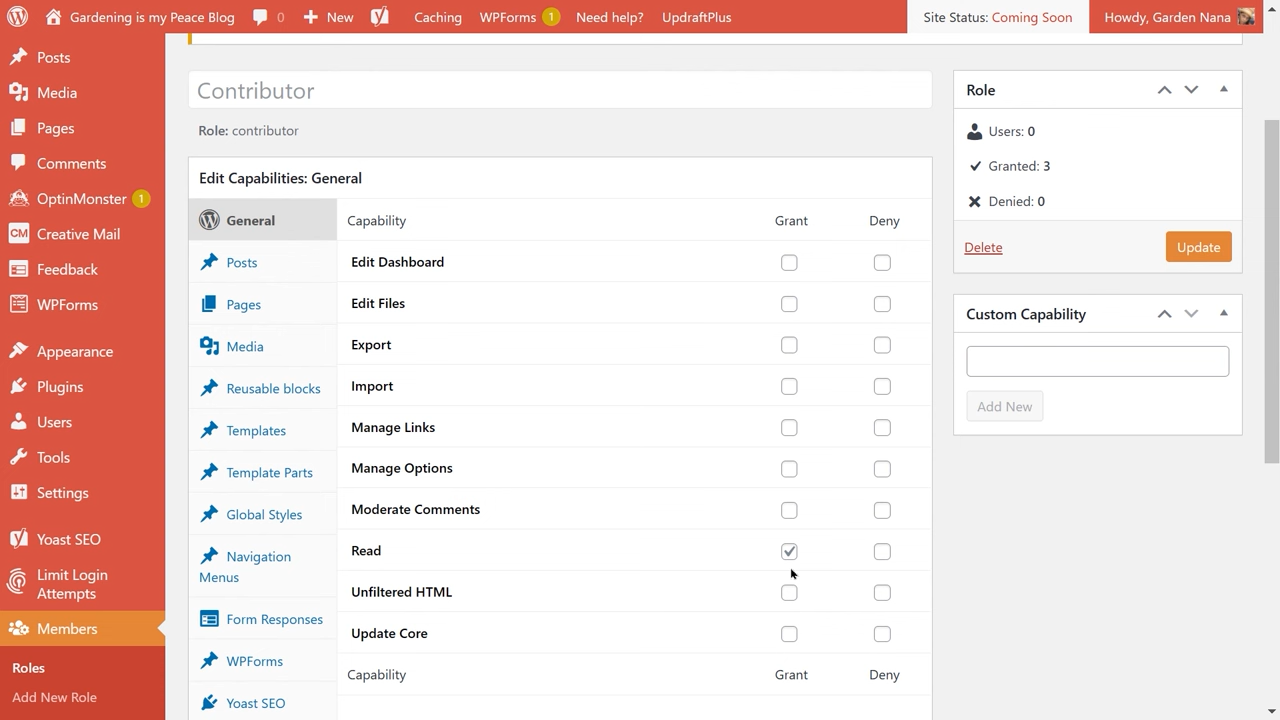 Gardening is my Peace Blog 0 New Caching WPForms 1 Need help? UpdraftPlus Site Status: Coming Soon Howdy, Garden Nana
Posts
Media
Pages
Comments
OptinMonster 1
CM Creative Mail
Feedback
WPForms
Appearance
Plugins
Users
Tools
Settings
Yoast SEO
Limit Login
Attempts
Members
Roles
Add New Role
Contributor
Role: contributor
Edit Capabilities: General
General
Posts
Pages
Media
Reusable blocks
Templates
Template Parts
Global Styles
Navigation
Menus
Form Responses
WPForms
Yoast SEO
Capability Grant Deny
Edit Dashboard
Edit Files
Export
Import
Manage Links
Manage Options
Moderate Comments
Read
Unfiltered HTML
Update Core
Capability Grant Deny
Role
Users: 0
Granted: 3
Denied: 0
Delete Update
Custom Capability
Add New